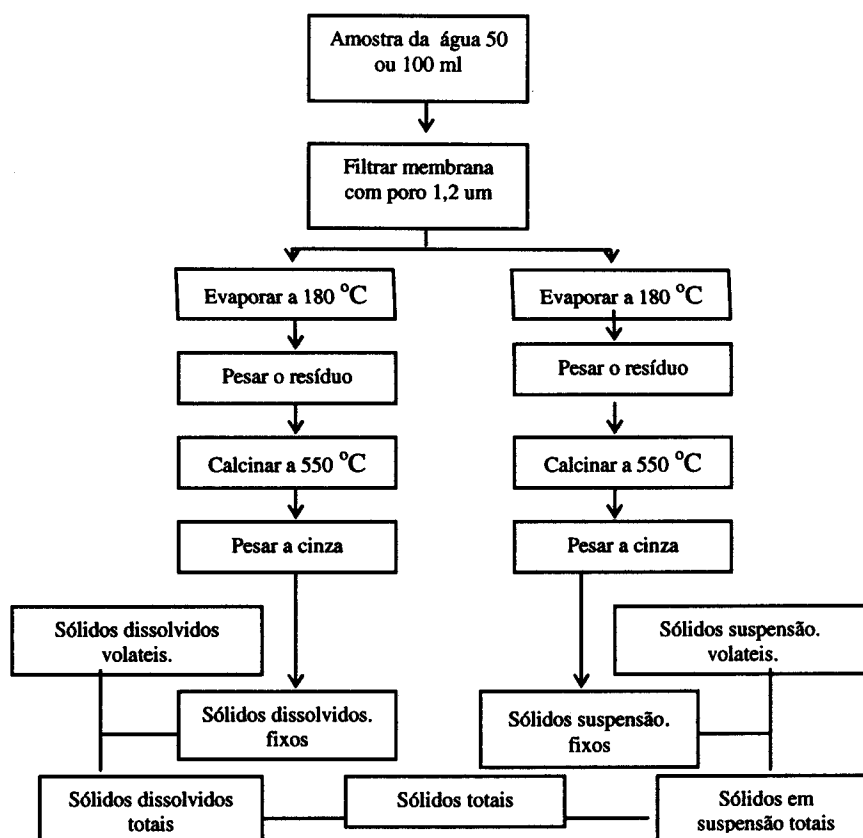 Amostra da água 50
ou 100 ml
Filtrar membrana
com poro 1,2 um
Evaporar a 180 °C
Evaporar a 180 °C
Pesar o resíduo
Pesar o resíduo
Calcinar a 550 °C
Calcinar a 550 °C
Pesar a cinza
Pesar a cinza
Sólidos dissolvidos
volateis.
Sólidos suspensão.
volateis.
Sólidos dissolvidos.
fixos
Sólidos suspensão.
fixos
Sólidos dissolvidos
totais
Sólidos totais
Sólidos em
suspensão totais